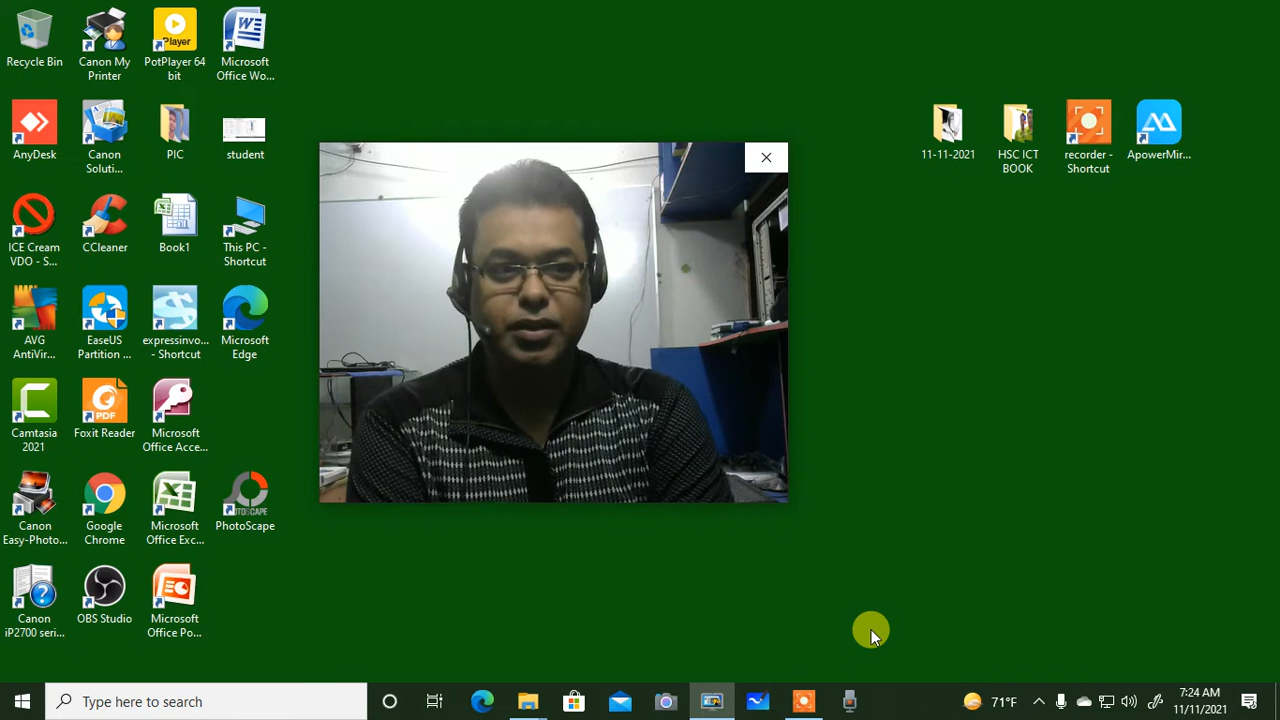 Recycle Bin
Canon My
Printer
Player
PotPlayer 64
bit
Microsoft
Office Wo...
AnyDesk
Canon
Soluti...
PIC
student
ICE Cream
VDO - S...
CCleaner
Book1
This PC -
Shortcut
AVG
AntiVir...
EaseUS
Partition ...
expressinvo...
- Shortcut
Microsoft
Edge
Camtasia
2021
PDF
Foxit Reader
Microsoft
Office Acce...
Canon
Easy-Photo...
Google
Chrome
Microsoft
Office Exc...
PHOTOSCAPE
PhotoScape
Canon
iP2700 seri...
OBS Studio
Microsoft
Office Po...
11-11-2021
HSC ICT
BOOK
recorder -
Shortcut
ApowerMir...
Type here to search
71°F
7:24 AM
11/11/2021